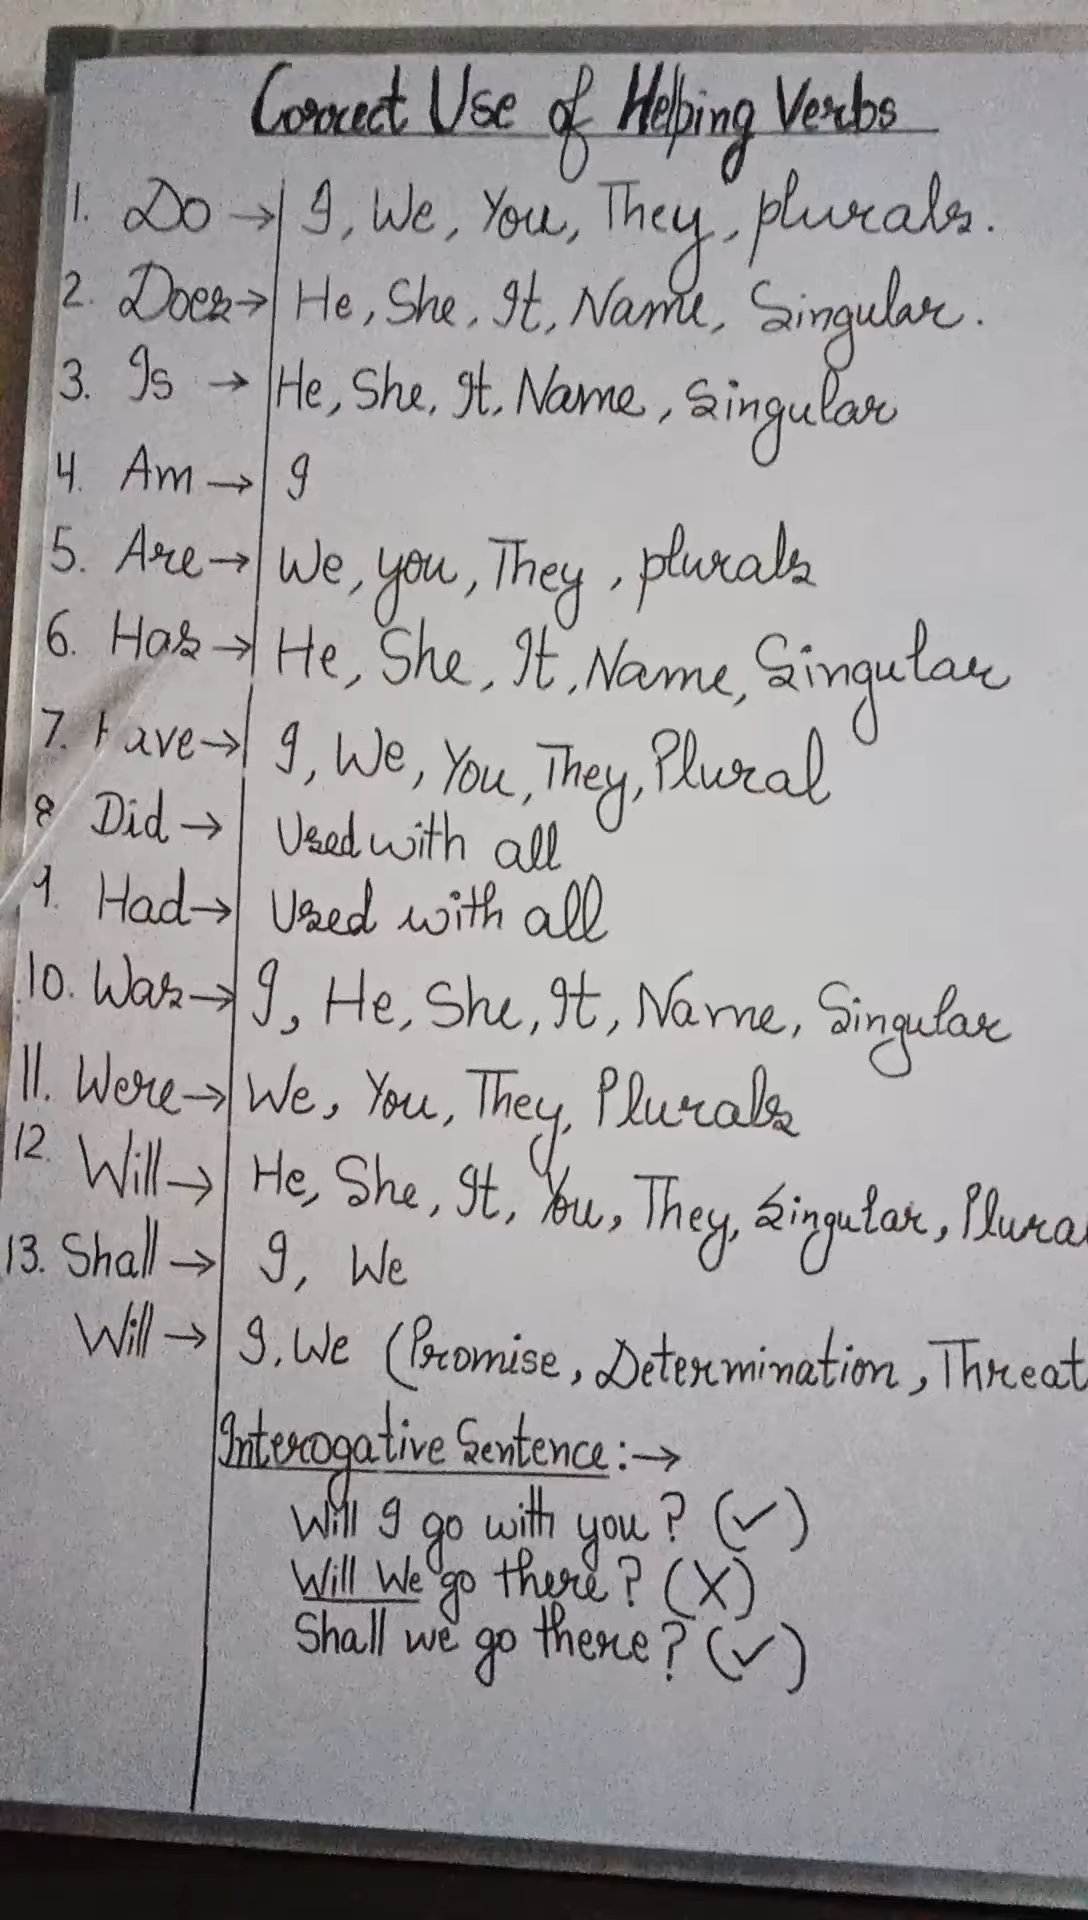 Correct Use of Helping Verbs
1. Do → I, We, You, They, plurals.
2. Does → He, She, It, Name, Singular.
3. Is → He, She, It, Name, Singular
4. Am → I
5. Are → We, you, They, plurals
6. Has → He, She, It, Name, Singular
7. Have → I, We, You, They, Plural
8 Did → Used with all
9. Had → Used with all
10. Was → I, He, She, It, Name, Singular
11. Were → We, You, They, Plurals
12. Will → He, She, It, You, They, Singular, Plura
13. Shall → I, We
Will → I, We (Promise, Determination, Threat
Interogative Sentence :→
Will I go with you? (✓)
Will We go there? (X)
Shall we go there? (✓)